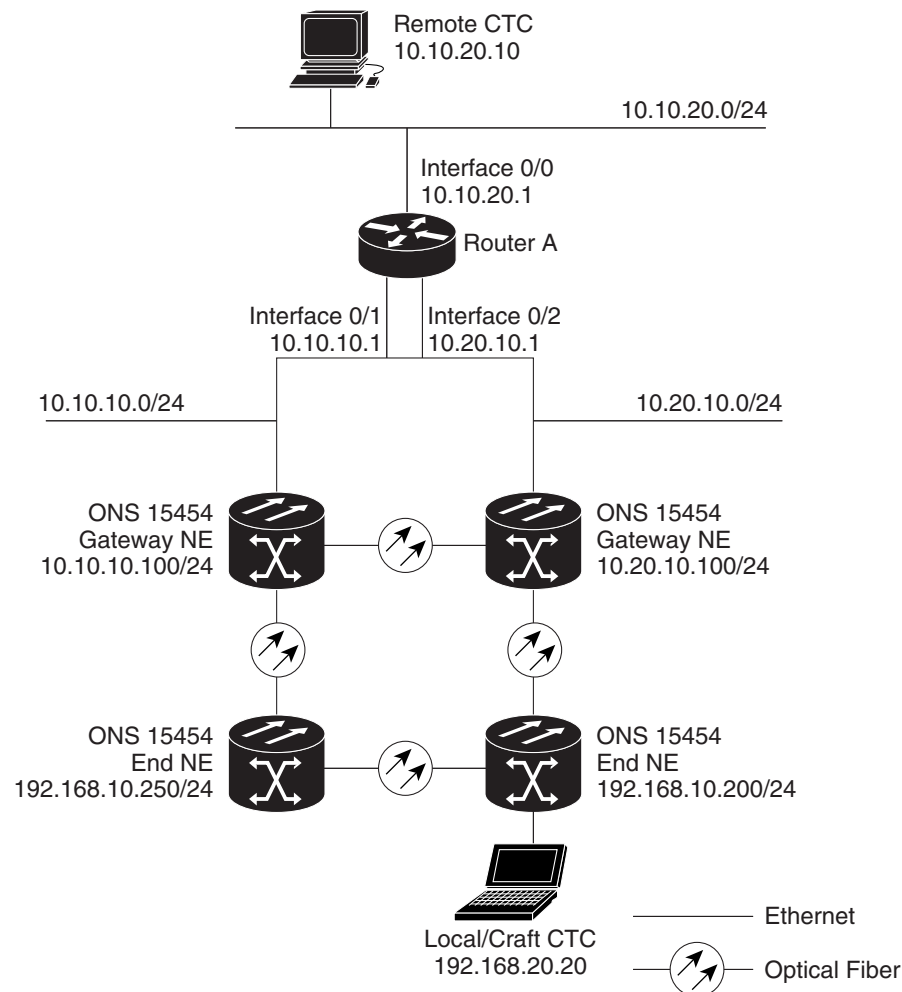 Remote CTC
10.10.20.10
10.10.20.0/24
Interface 0/0
10.10.20.1
Router A
Interface 0/1
10.10.10.1
Interface 0/2
10.20.10.1
10.10.10.0/24
10.20.10.0/24
ONS 15454
Gateway NE
10.10.10.100/24
ONS 15454
Gateway NE
10.20.10.100/24
ONS 15454
End NE
192.168.10.250/24
ONS 15454
End NE
192.168.10.200/24
Local/Craft CTC
192.168.20.20
Ethernet
Optical Fiber